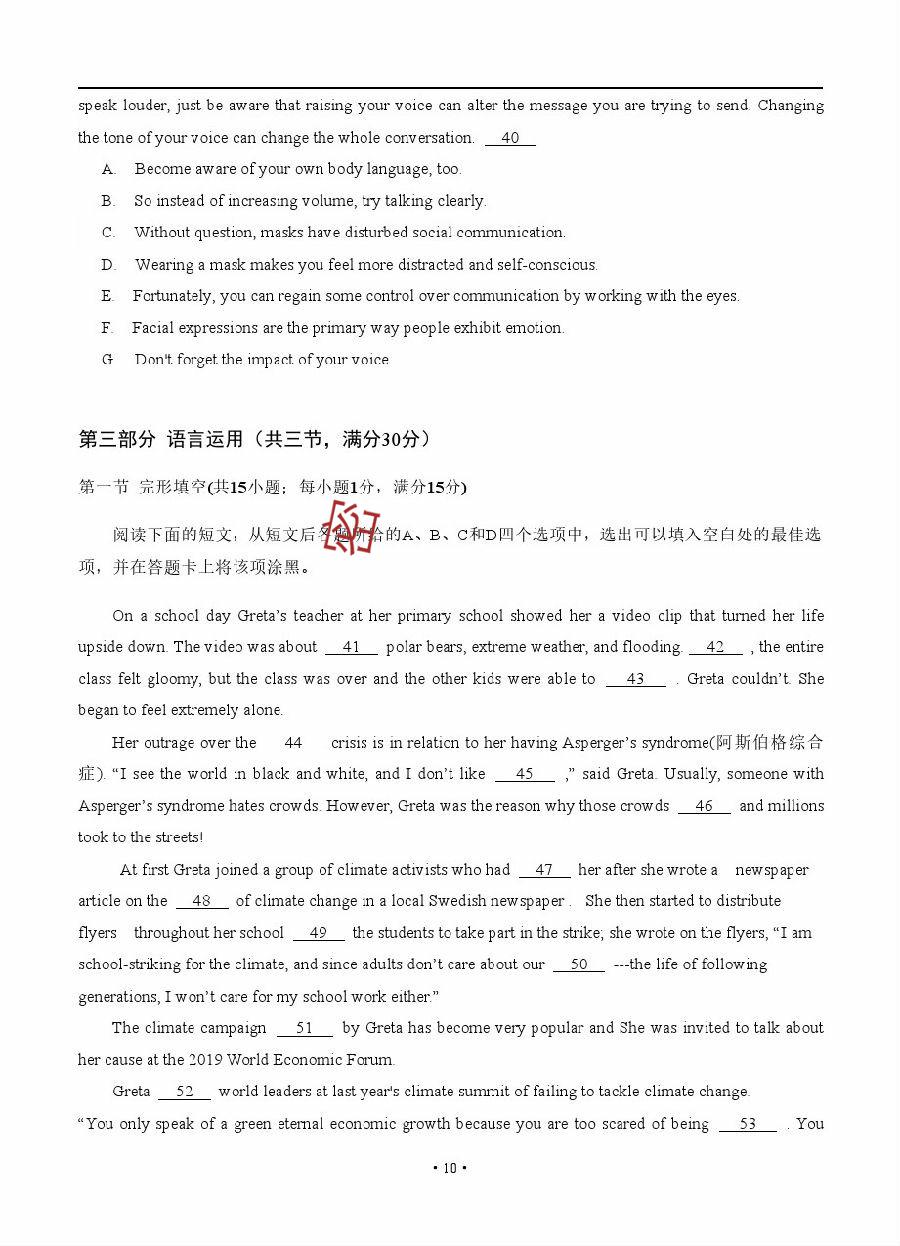 speak louder, just be aware that raising your voice can alter the message you are trying to send. Changing
the tone of your voice can change the whole conversation. 40
A. Become aware of your own body language, too.
B. So instead of increasing volume, try talking clearly.
C. Without question, masks have disturbed social communication.
D. Wearing a mask makes you feel more distracted and self-conscious.
E. Fortunately, you can regain some control over communication by working with the eyes.
F. Facial expressions are the primary way people exhibit emotion.
G Don't forget the impact of your voice
第三部分 语言运用（共三节，满分30分）
第一节 完形填空(共15小题；每小题1分，满分15分)
阅读下面的短文，从短文后各题所给的A、B、C和D四个选项中，选出可以填入空白处的最佳选
项，并在答题卡上将该项涂黑。
On a school day Greta's teacher at her primary school showed her a video clip that turned her life
upside down. The video was about 41 polar bears, extreme weather, and flooding. 42 , the entire
class felt gloomy, but the class was over and the other kids were able to 43 . Greta couldn't. She
began to feel extremely alone.
Her outrage over the 44 crisis is in relation to her having Asperger's syndrome(阿斯伯格综合
症). “I see the world in black and white, and I don't like 45 ,” said Greta. Usually, someone with
Asperger's syndrome hates crowds. However, Greta was the reason why those crowds 46 and millions
took to the streets!
At first Greta joined a group of climate activists who had 47 her after she wrote a newspaper
article on the 48 of climate change in a local Swedish newspaper . She then started to distribute
flyers throughout her school 49 the students to take part in the strike; she wrote on the flyers, “I am
school-striking for the climate, and since adults don't care about our 50 ---the life of following
generations, I won't care for my school work either.”
The climate campaign 51 by Greta has become very popular and She was invited to talk about
her cause at the 2019 World Economic Forum.
Greta 52 world leaders at last year's climate summit of failing to tackle climate change.
“You only speak of a green eternal economic growth because you are too scared of being 53 . You
• 10 •